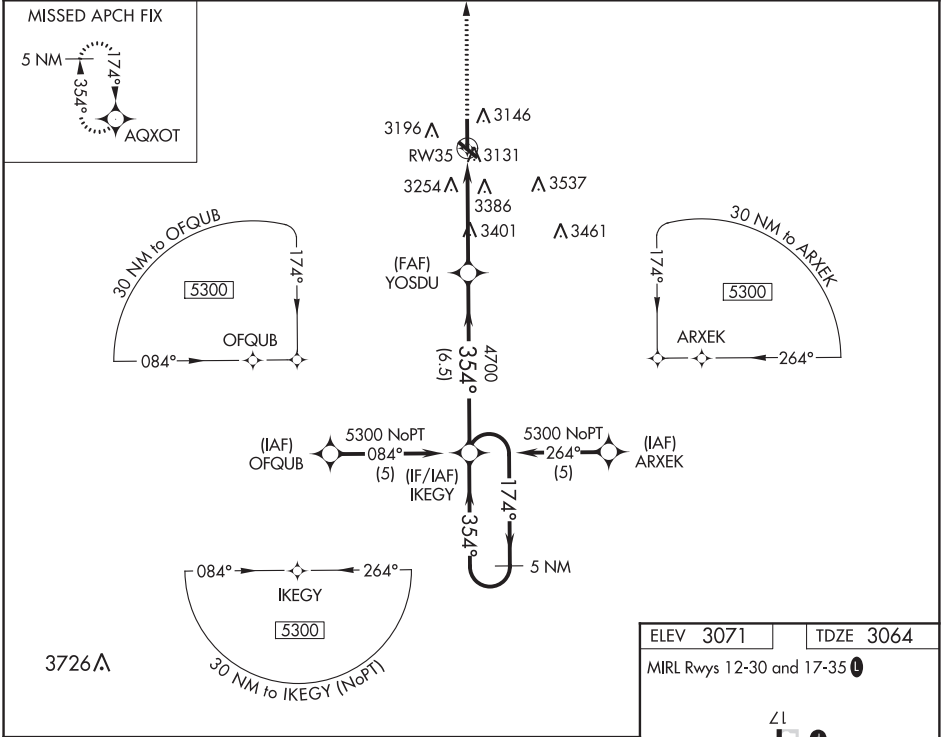 MISSED APCH FIX
5 NM
174°
354°
AQXOT
3146
3196
RW35
3131
3254
3386
3537
3401
3461
(FAF)
YOSDU
30 NM to OFQUB
174°
5300
OFQUB
084°
30 NM to ARXEK
174°
5300
ARXEK
264°
4700
354°
(6.5)
(IAF)
OFQUB
5300 NoPT
084°
(5)
(IF/IAF)
IKEGY
5300 NoPT
264°
(5)
(IAF)
ARXEK
174°
354°
5 NM
084°
264°
IKEGY
5300
30 NM to IKEGY (NoPT)
3726
ELEV 3071
TDZE 3064
MIRL Rwys 12-30 and 17-35 L
17